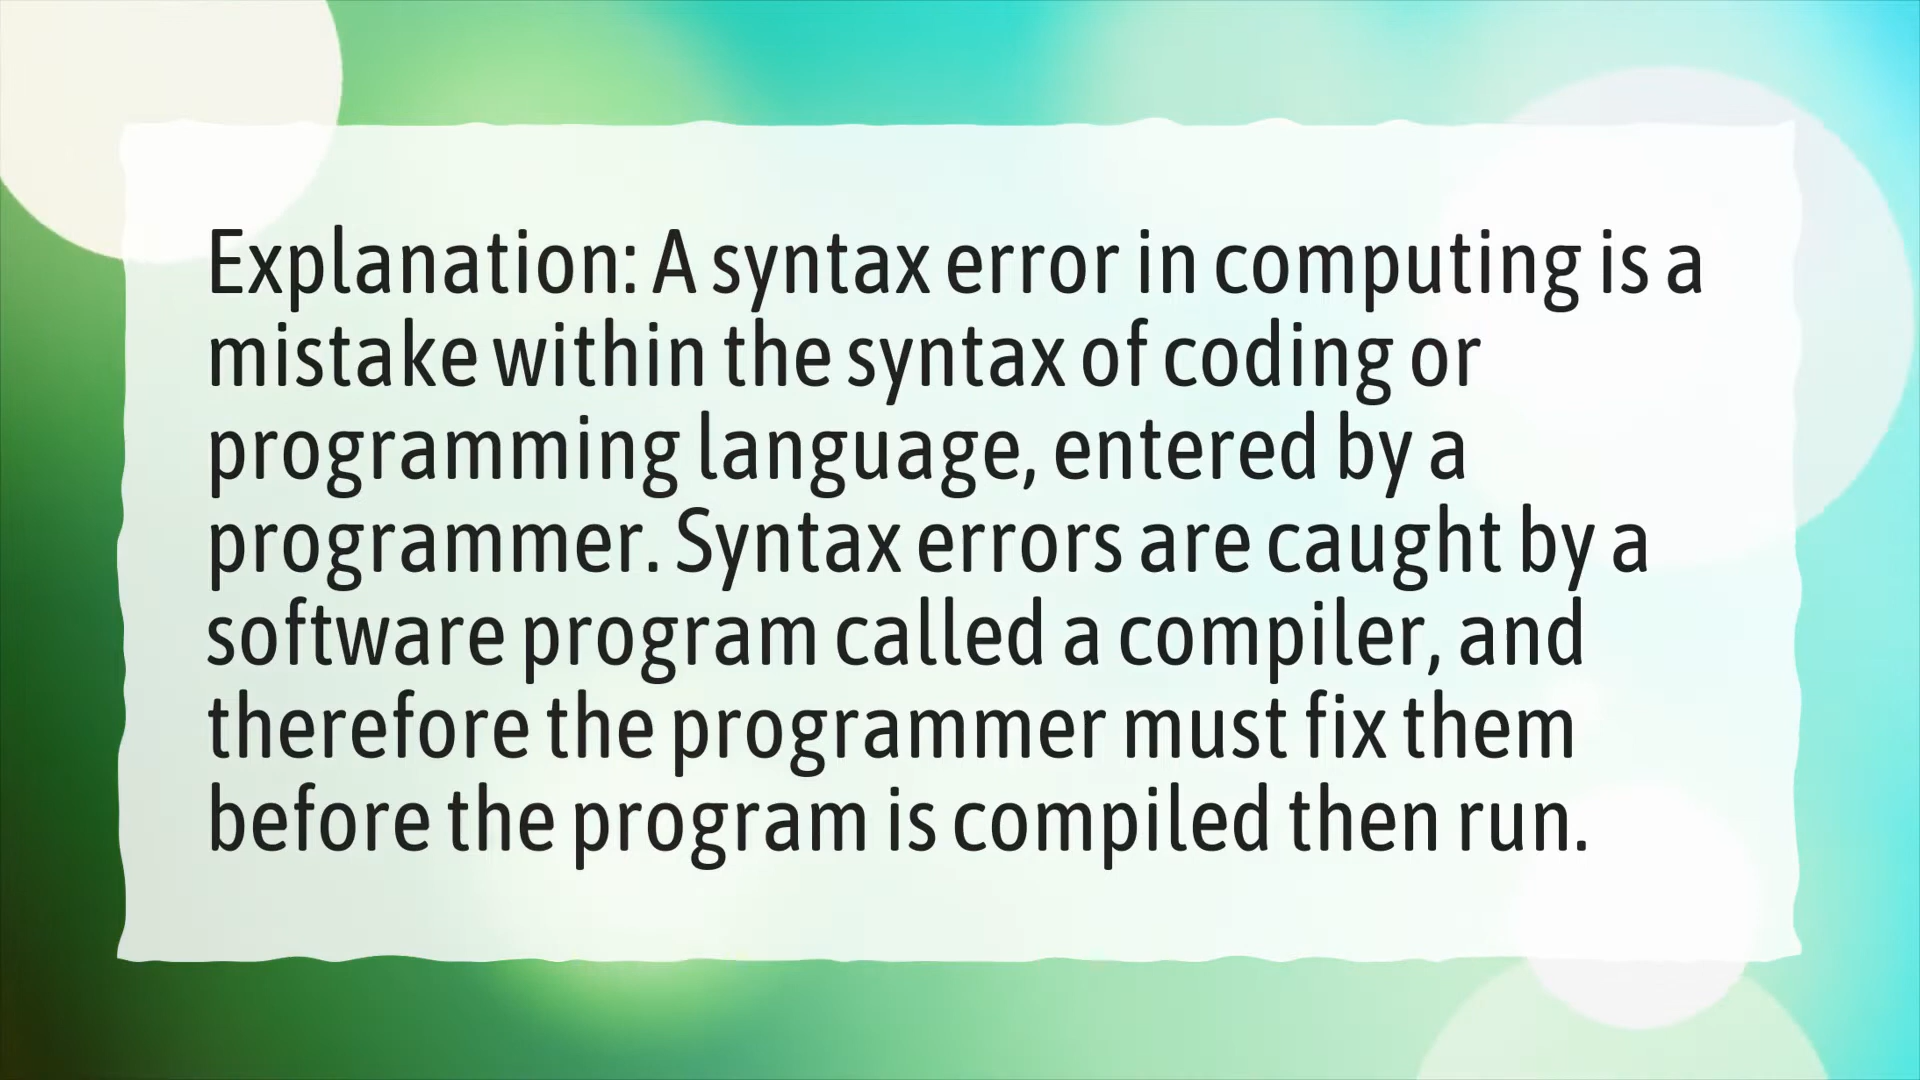 Explanation: A syntax error in computing is a
mistake within the syntax of coding or
programming language, entered by a
programmer. Syntax errors are caught by a
software program called a compiler, and
therefore the programmer must fix them
before the program is compiled then run.